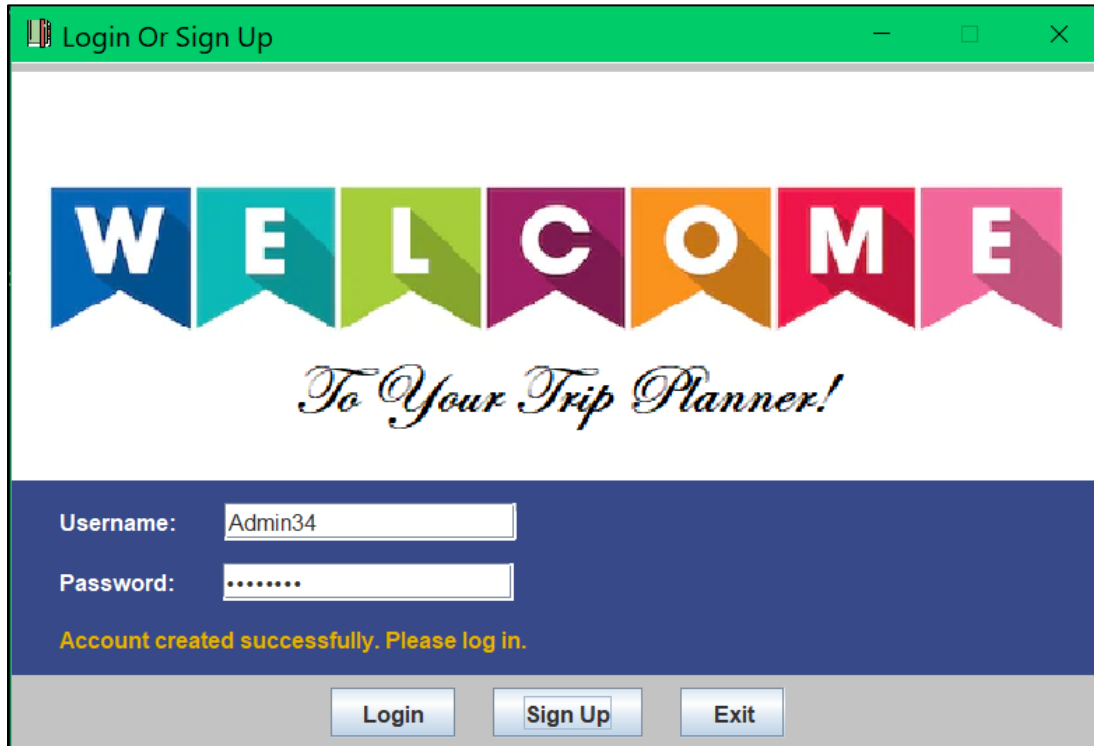 Login Or Sign Up
WELCOME
To Your Trip Planner!
Username: Admin34
Password: ••••••••
Account created successfully. Please log in.
Login Sign Up Exit